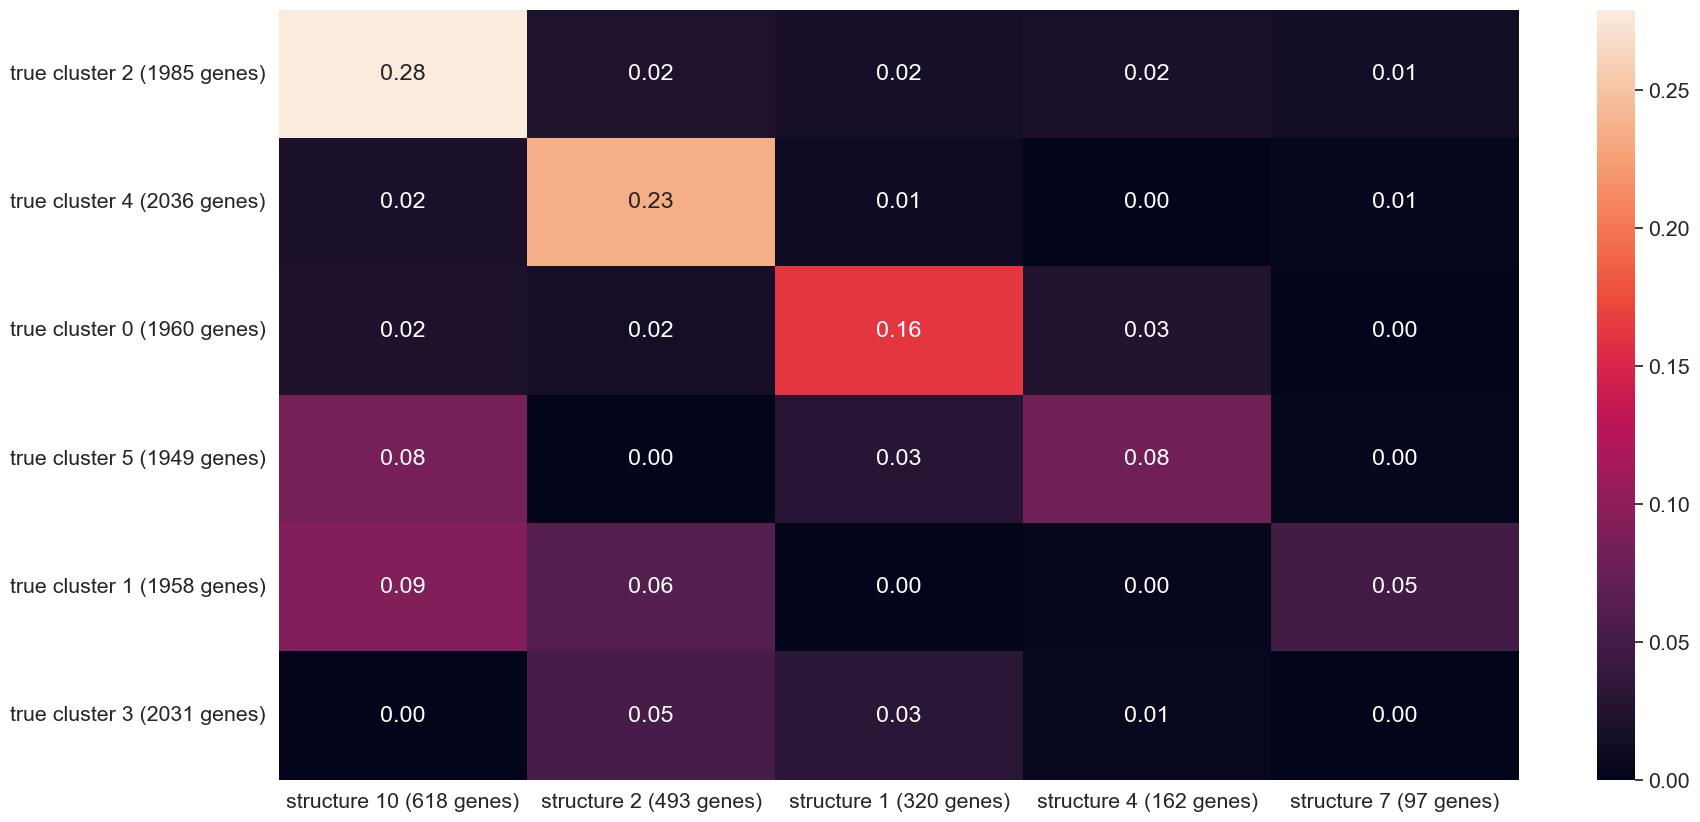 true cluster 2 (1985 genes) 0.28 0.02 0.02 0.02 0.01
true cluster 4 (2036 genes) 0.02 0.23 0.01 0.00 0.01
true cluster 0 (1960 genes) 0.02 0.02 0.16 0.03 0.00
true cluster 5 (1949 genes) 0.08 0.00 0.03 0.08 0.00
true cluster 1 (1958 genes) 0.09 0.06 0.00 0.00 0.05
true cluster 3 (2031 genes) 0.00 0.05 0.03 0.01 0.00
structure 10 (618 genes) structure 2 (493 genes) structure 1 (320 genes) structure 4 (162 genes) structure 7 (97 genes)
0.25
0.20
0.15
0.10
0.05
0.00